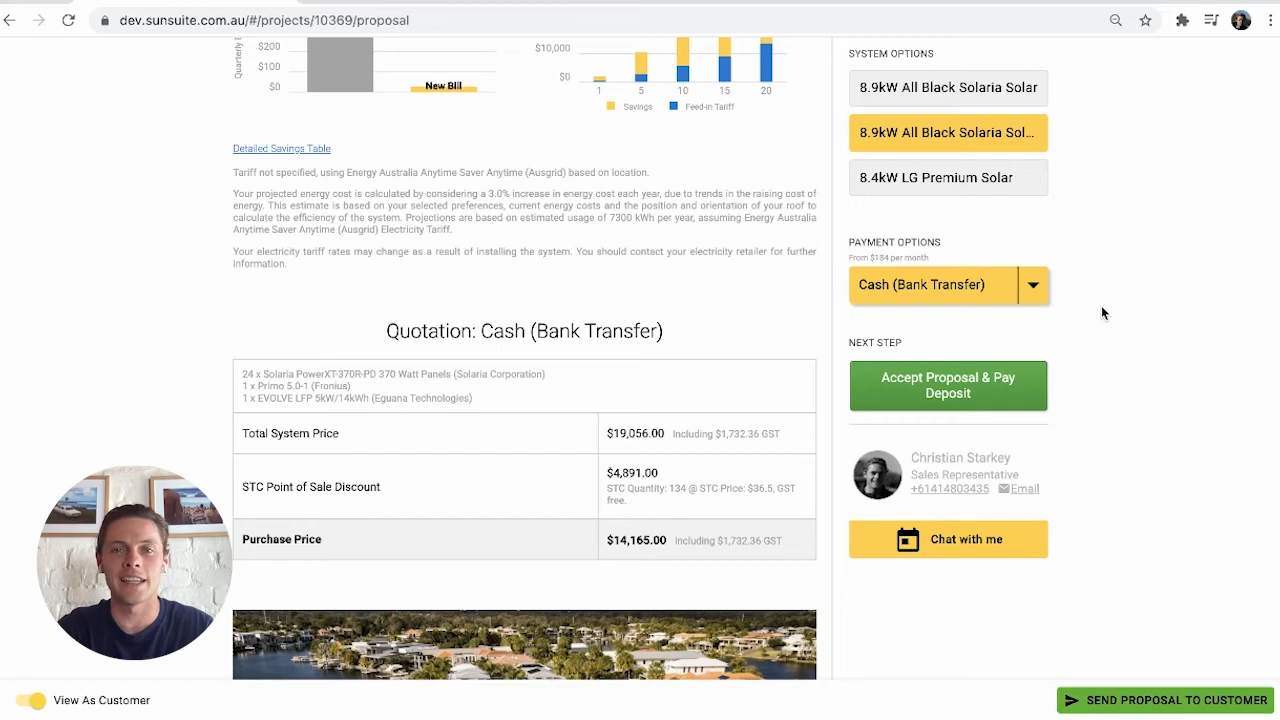 dev.sunsuite.com.au/#/projects/10369/proposal
$200
$100
$0
Quarterly
New Bill
$10,000
$0
1 5 10 15 20
Savings Feed-in Tariff
Detailed Savings Table
Tariff not specified, using Energy Australia Anytime Saver Anytime (Ausgrid) based on location.
Your projected energy cost is calculated by considering a 3.0% increase in energy cost each year, due to trends in the raising cost of
energy. This estimate is based on your selected preferences, current energy costs and the position and orientation of your roof to
calculate the efficiency of the system. Projections are based on estimated usage of 7300 kWh per year, assuming Energy Australia
Anytime Saver Anytime (Ausgrid) Electricity Tariff.
Your electricity tariff rates may change as a result of installing the system. You should contact your electricity retailer for further
information.
Quotation: Cash (Bank Transfer)
24 x Solaria PowerXT-370R-PD 370 Watt Panels (Solaria Corporation)
1 x Primo 5.0-1 (Fronius)
1 x EVOLVE LFP 5kW/14kWh (Eguana Technologies)
Total System Price $19,056.00 Including $1,732.36 GST
STC Point of Sale Discount
$4,891.00
STC Quantity: 134 @ STC Price: $36.5, GST
free.
Purchase Price $14,165.00 Including $1,732.36 GST
SYSTEM OPTIONS
8.9kW All Black Solaria Solar
8.9kW All Black Solaria Sol...
8.4kW LG Premium Solar
PAYMENT OPTIONS
From $184 per month
Cash (Bank Transfer)
NEXT STEP
Accept Proposal & Pay
Deposit
Christian Starkey
Sales Representative
+61414803435 Email
Chat with me
View As Customer
SEND PROPOSAL TO CUSTOMER